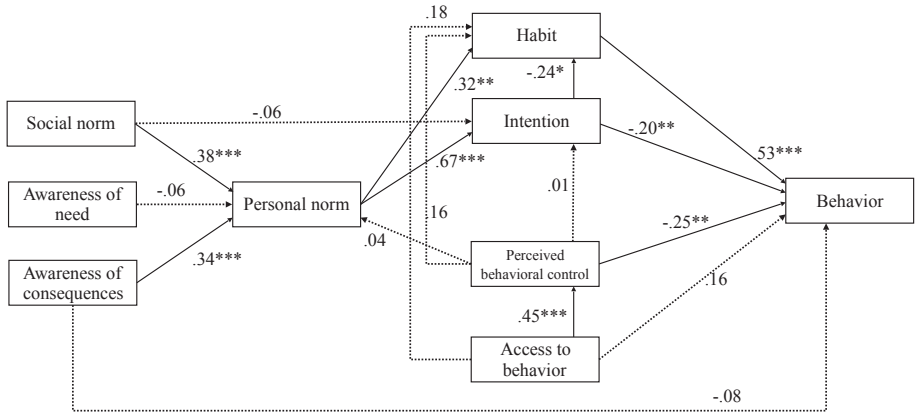 .18
Habit
-.24*
.32**
Social norm
-.06
Intention
-.20**
.38***
.67***
53***
Awareness of
need
-.06
Personal norm
.01
Behavior
.16
.04
-.25**
.34***
Awareness of
consequences
Perceived
behavioral control
.16
.45***
Access to
behavior
-.08